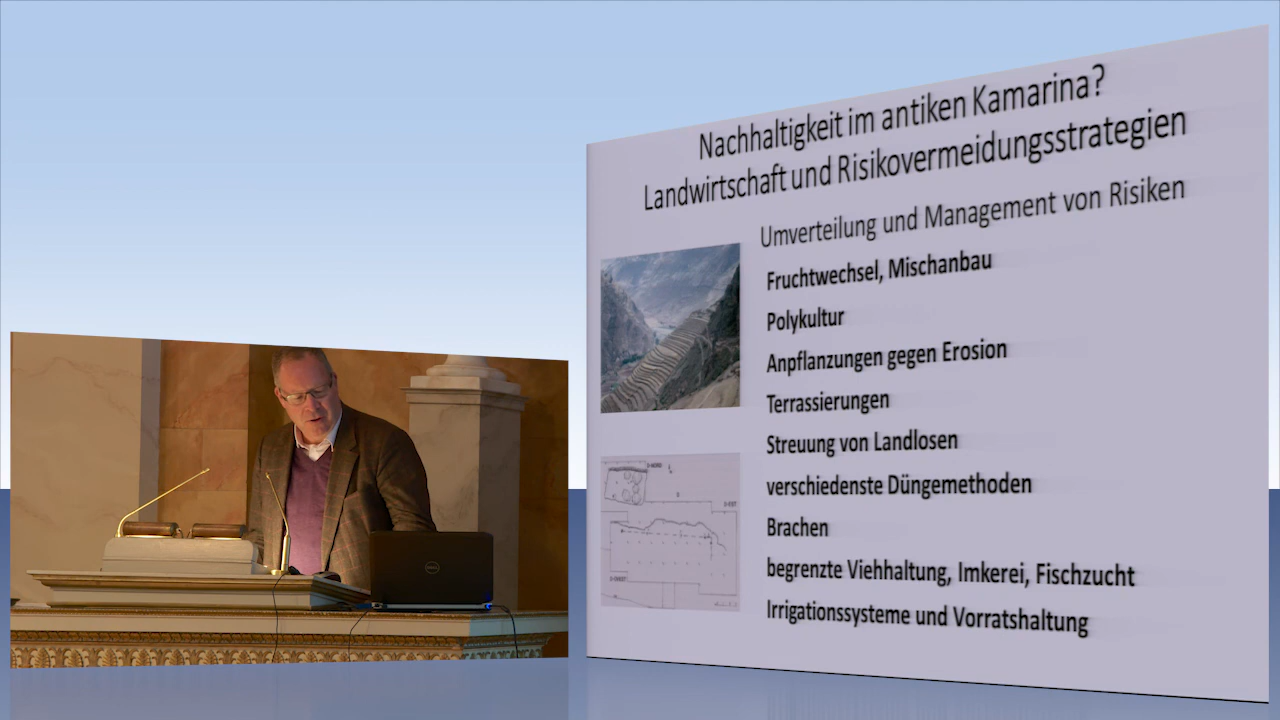 Nachhaltigkeit im antiken Kamarina?
Landwirtschaft und Risikovermeidungsstrategien
Umverteilung und Management von Risiken
Fruchtwechsel, Mischanbau
Polykultur
Anpflanzungen gegen Erosion
Terrassierungen
Streuung von Landlosen
verschiedenste Düngemethoden
Brachen
begrenzte Viehhaltung, Imkerei, Fischzucht
Irrigationssysteme und Vorratshaltung
DELL